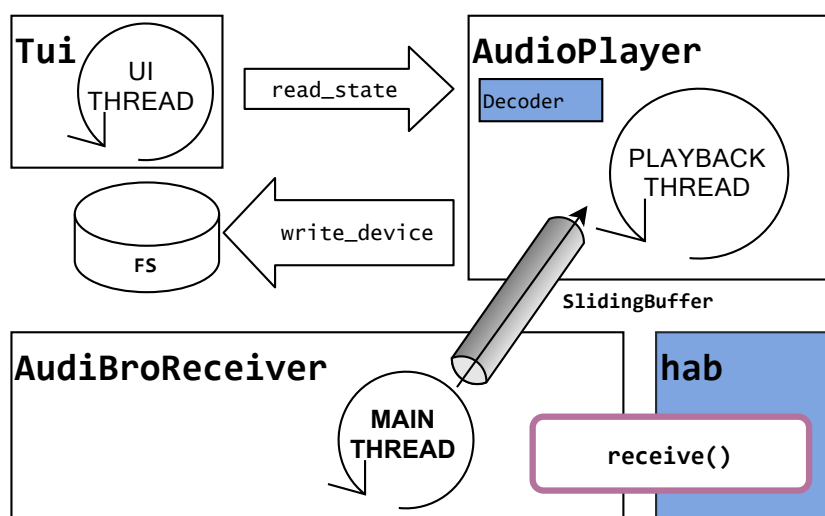 Tui
UI
THREAD
read_state
AudioPlayer
Decoder
PLAYBACK
THREAD
write_device
FS
SlidingBuffer
AudiBroReceiver
MAIN
THREAD
hab
receive()